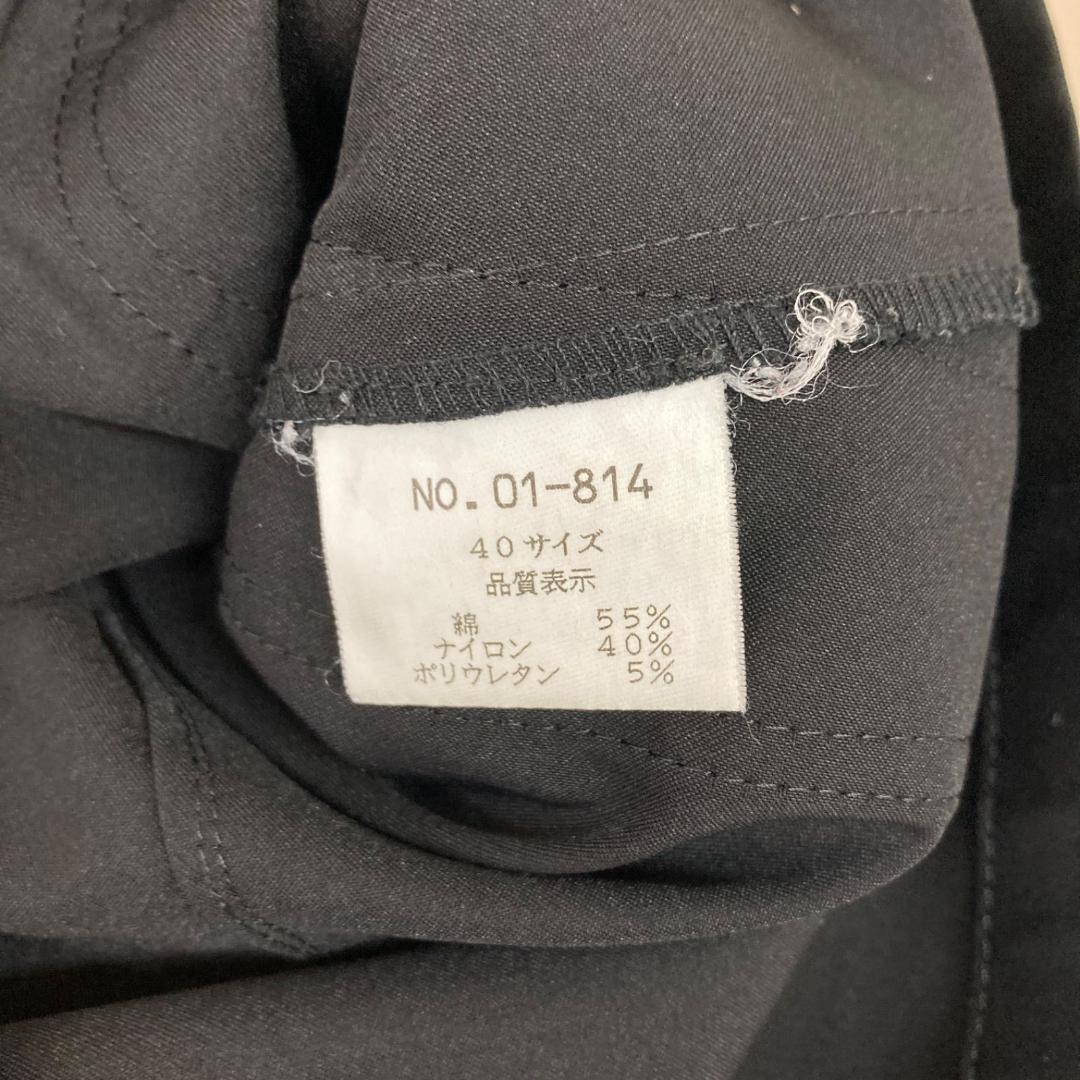 NO. 01-814
40サイズ
品質表示
綿 55%
ナイロン 40%
ポリウレタン 5%